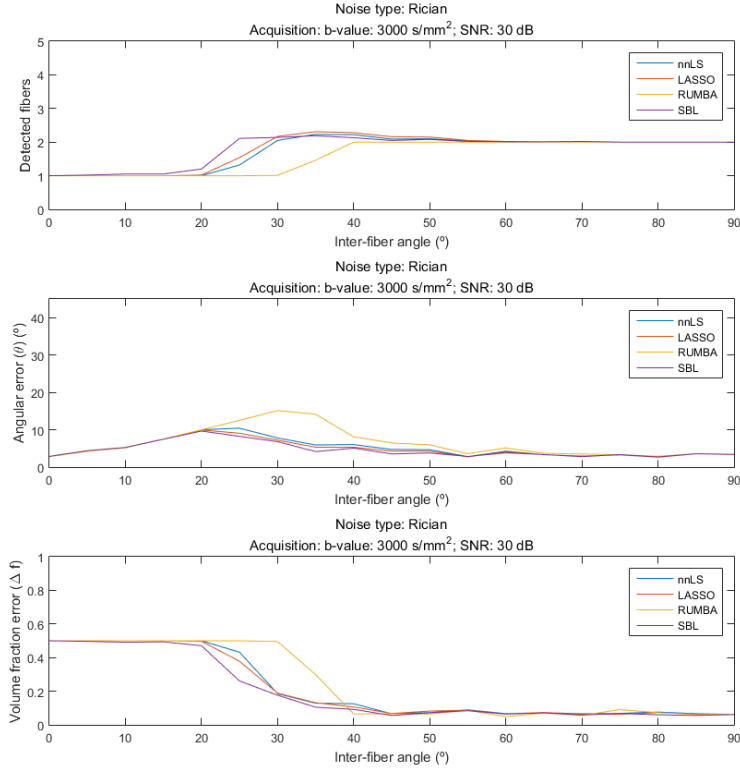 Noise type: Rician
Acquisition: b-value: 3000 s/mm²; SNR: 30 dB
5
4
3
2
1
0
Detected fibers
nnLS
LASSO
RUMBA
SBL
0 10 20 30 40 50 60 70 80 90
Inter-fiber angle (º)
Noise type: Rician
Acquisition: b-value: 3000 s/mm²; SNR: 30 dB
40
30
20
10
0
Angular error (θ) (º)
nnLS
LASSO
RUMBA
SBL
0 10 20 30 40 50 60 70 80 90
Inter-fiber angle (º)
Noise type: Rician
Acquisition: b-value: 3000 s/mm²; SNR: 30 dB
1
0.8
0.6
0.4
0.2
0
Volume fraction error (Δ f)
nnLS
LASSO
RUMBA
SBL
0 10 20 30 40 50 60 70 80 90
Inter-fiber angle (º)